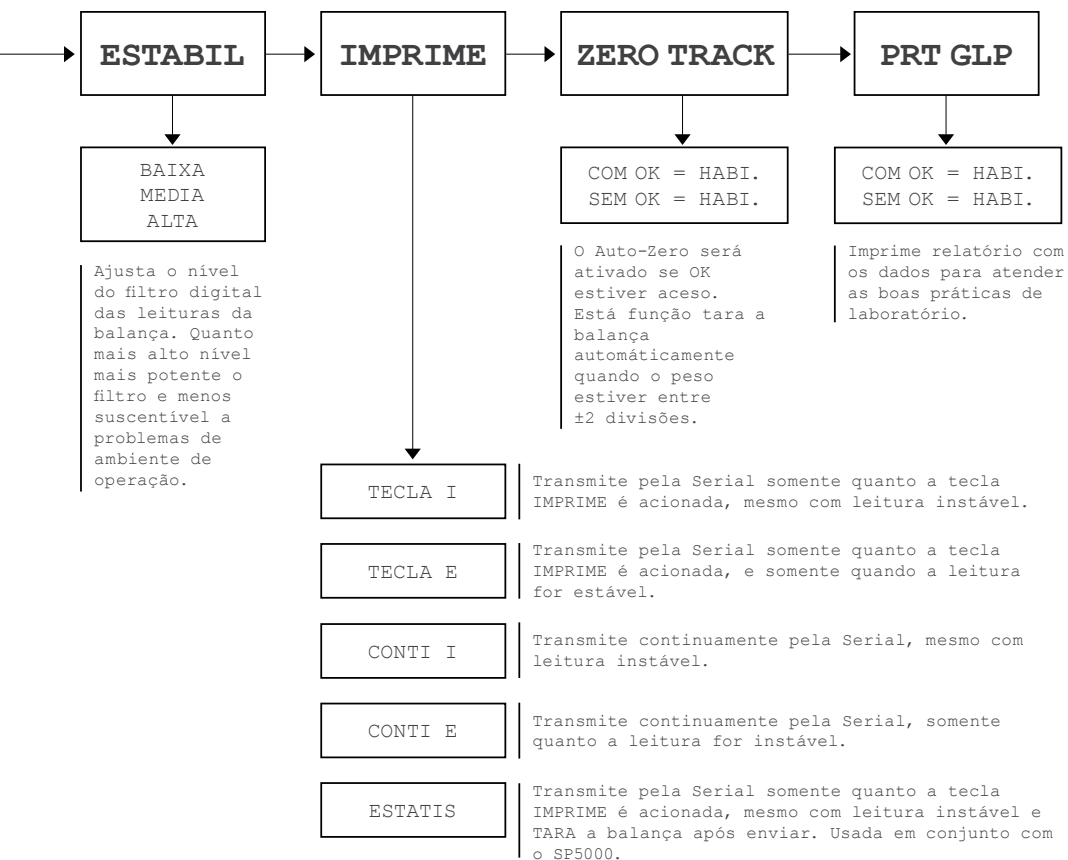 ESTABIL
IMPRIME
ZERO TRACK
PRT GLP
BAIXA
MEDIA
ALTA
COM OK = HABI.
SEM OK = HABI.
COM OK = HABI.
SEM OK = HABI.
Ajusta o nível
do filtro digital
das leituras da
balança. Quanto
mais alto nível
mais potente o
filtro e menos
suscentível a
problemas de
ambiente de
operação.
O Auto-Zero será
ativado se OK
estiver aceso.
Está função tara a
balança
automáticamente
quando o peso
estiver entre
±2 divisões.
Imprime relatório com
os dados para atender
as boas práticas de
laboratório.
TECLA I
Transmite pela Serial somente quanto a tecla
IMPRIME é acionada, mesmo com leitura instável.
TECLA E
Transmite pela Serial somente quanto a tecla
IMPRIME é acionada, e somente quando a leitura
for estável.
CONTI I
Transmite continuamente pela Serial, mesmo com
leitura instável.
CONTI E
Transmite continuamente pela Serial, somente
quanto a leitura for instável.
ESTATIS
Transmite pela Serial somente quanto a tecla
IMPRIME é acionada, mesmo com leitura instável e
TARA a balança após enviar. Usada em conjunto com
o SP5000.